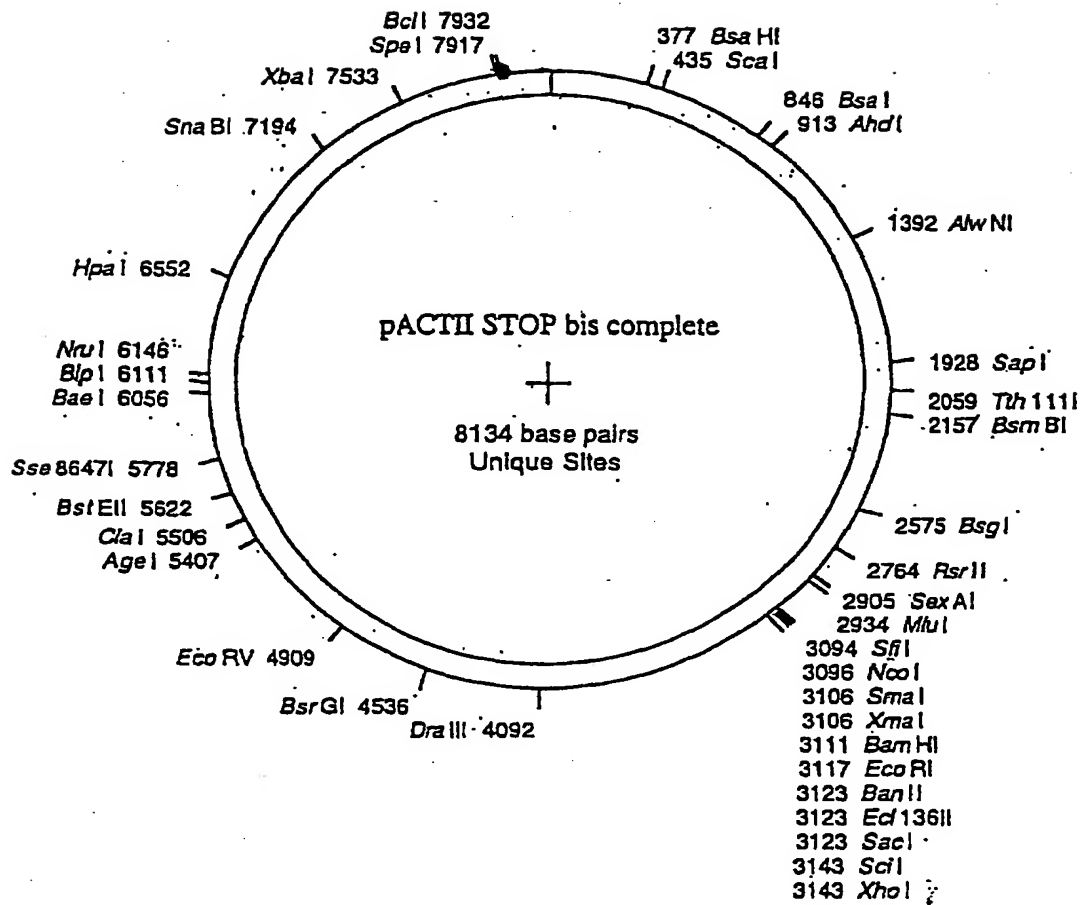 BclI 7932
SpeI 7917
XbaI 7533
SnaBI 7194
HpaI 6552
NruI 6146
BlpI 6111
BaeI 6056
Sse8647I 5778
BstEII 5622
ClaI 5506
AgeI 5407
EcoRV 4909
BsrGI 4536
DraIII 4092
377 BsaHI
435 ScaI
846 BsaI
913 AhdI
1392 AlwNI
1928 SapI
2059 Tth111I
2157 BsmBI
2575 BsgI
2764 RsrII
2905 SexAI
2934 MluI
3094 SfiI
3096 NcoI
3106 SmaI
3106 XmaI
3111 BamHI
3117 EcoRI
3123 BanII
3123 Ecl136II
3123 SacI
3143 SciI
3143 XhoI
pACTII STOP bis complete
8134 base pairs
Unique Sites